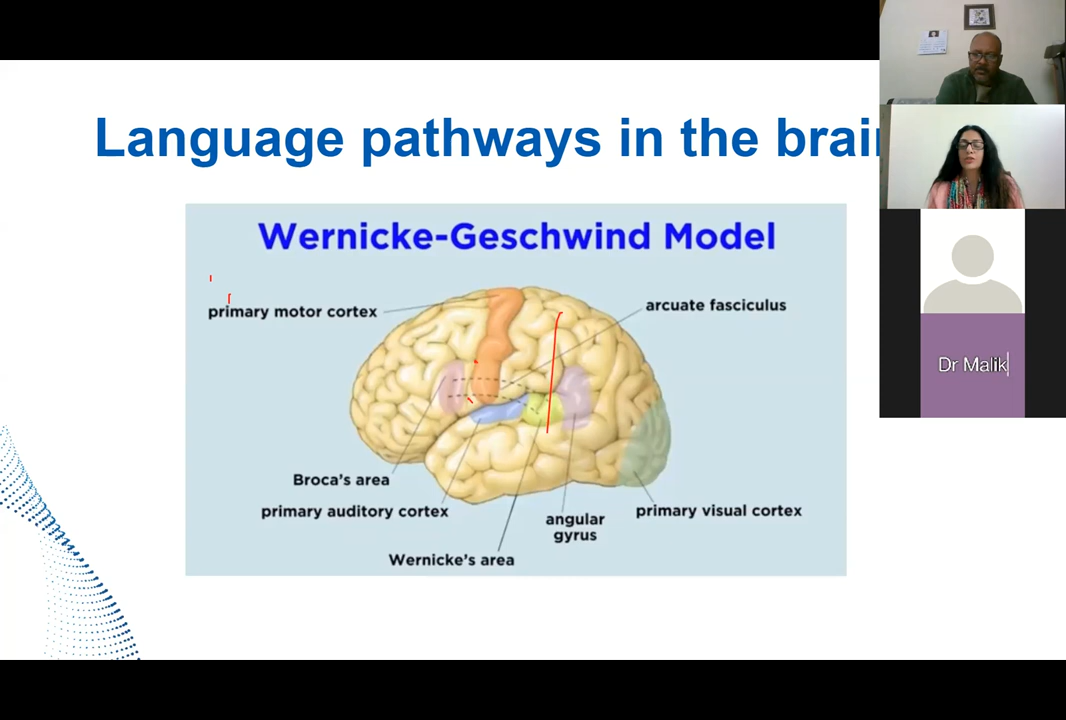 Language pathways in the brai
Wernicke-Geschwind Model
primary motor cortex
arcuate fasciculus
Broca's area
primary auditory cortex
Wernicke's area
angular
gyrus
primary visual cortex
Dr Malik